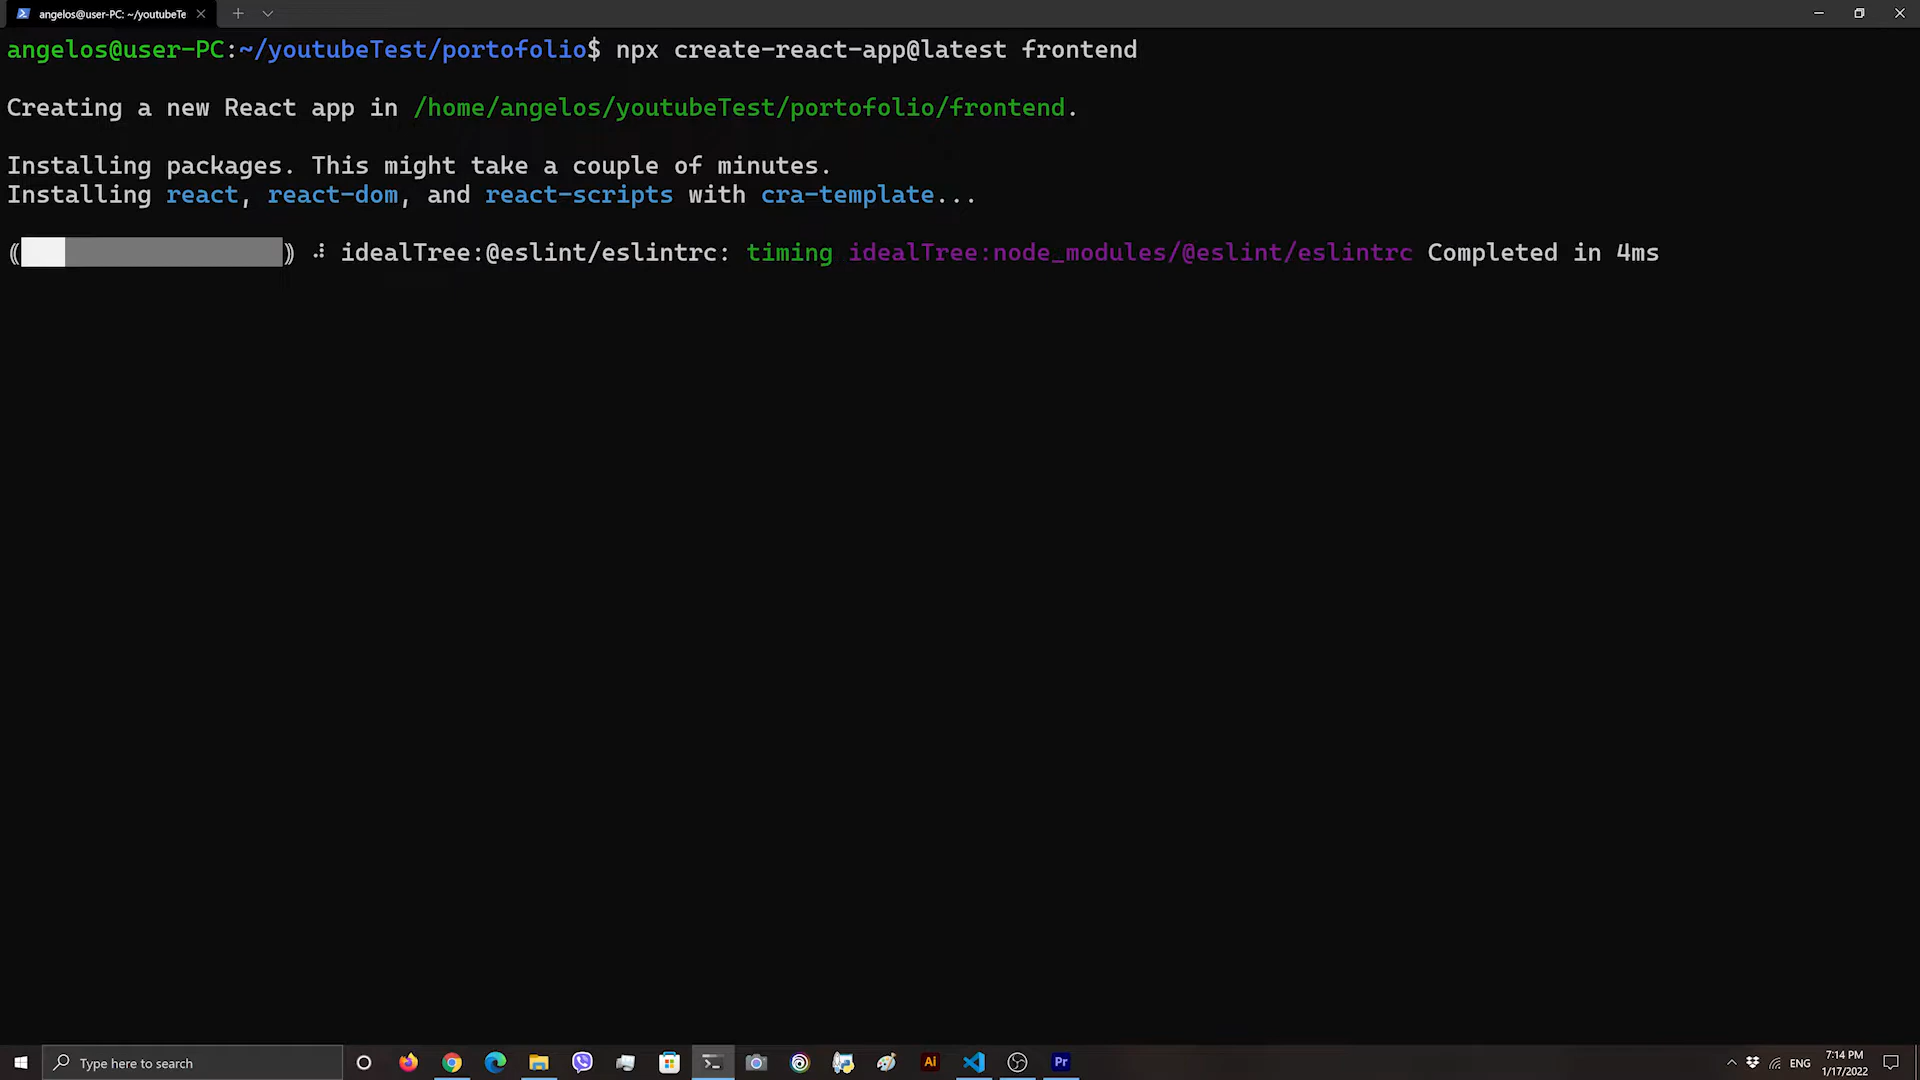 angelos@user-PC: ~/youtubeTe
angelos@user-PC:~/youtubeTest/portofolio$ npx create-react-app@latest frontend
Creating a new React app in /home/angelos/youtubeTest/portofolio/frontend.
Installing packages. This might take a couple of minutes.
Installing react, react-dom, and react-scripts with cra-template...
idealTree:@eslint/eslintrc: timing idealTree:node_modules/@eslint/eslintrc Completed in 4ms
Type here to search
Ai
Pr
ENG
7:14 PM
1/17/2022